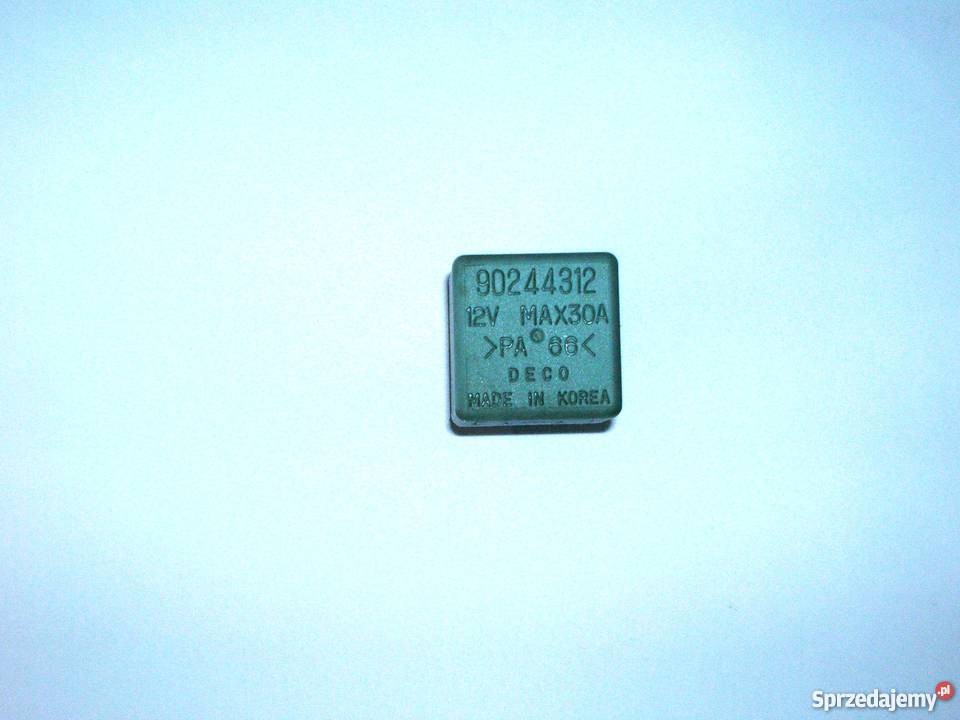 90244312
12V MAX30A
>PA 66<
DECO
MADE IN KOREA
Sprzedajemy.pl